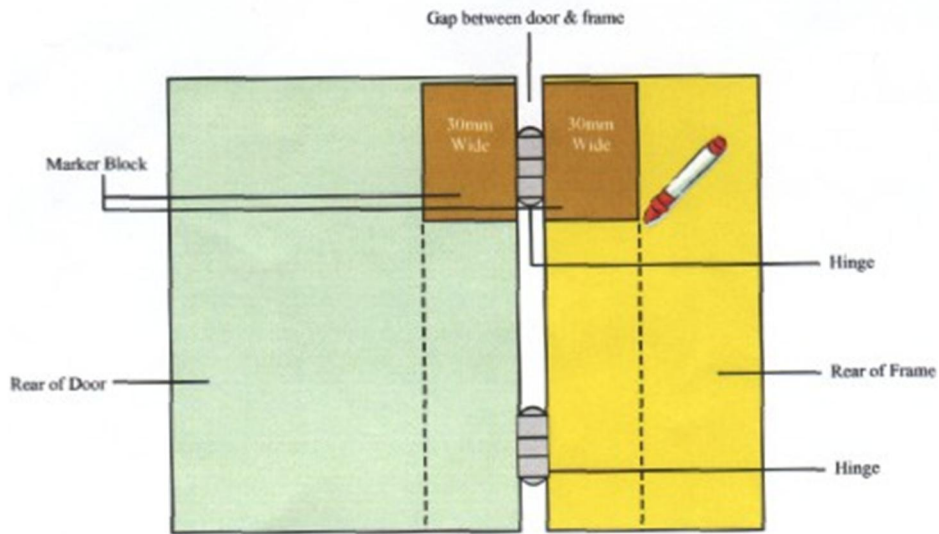 Gap between door & frame
30mm
Wide
30mm
Wide
Marker Block
Hinge
Rear of Door
Rear of Frame
Hinge